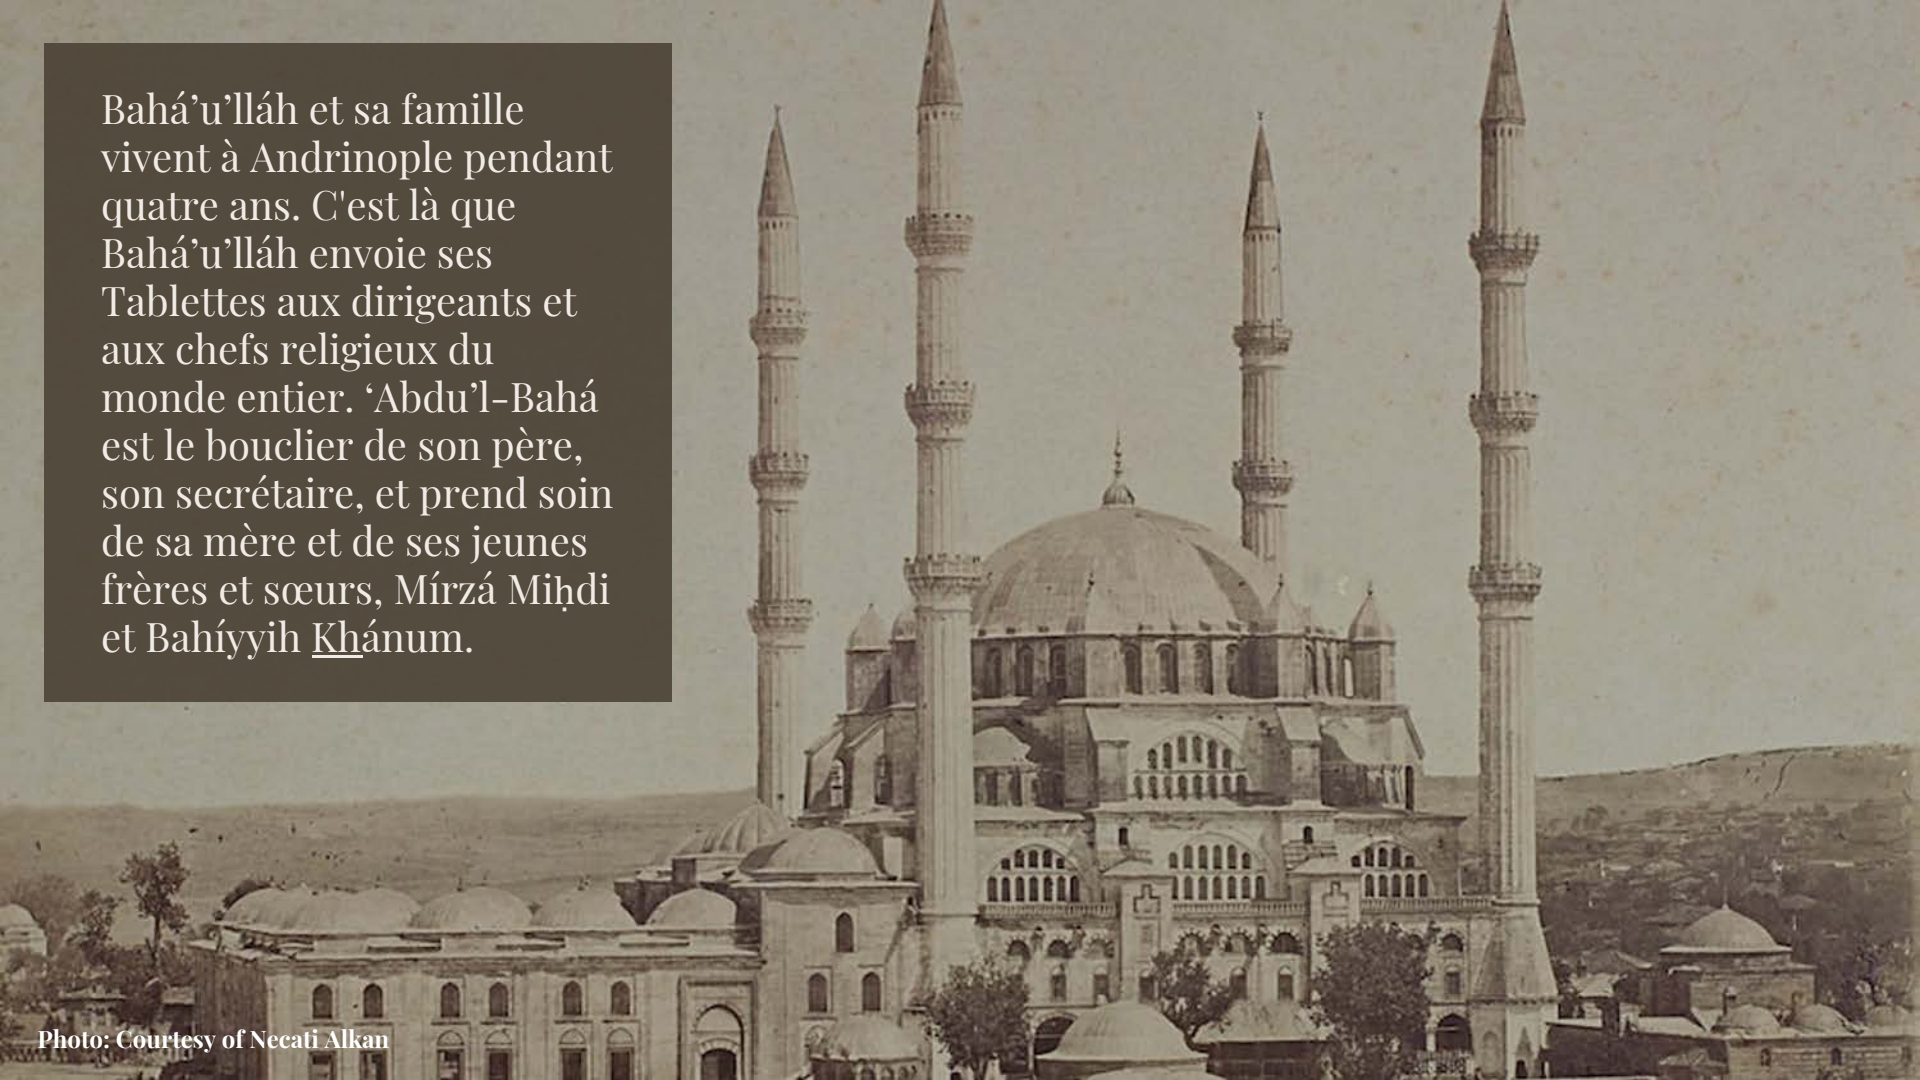 Bahá’u’lláh et sa famille
vivent à Andrinople pendant
quatre ans. C'est là que
Bahá’u’lláh envoie ses
Tablettes aux dirigeants et
aux chefs religieux du
monde entier. ‘Abdu’l-Bahá
est le bouclier de son père,
son secrétaire, et prend soin
de sa mère et de ses jeunes
frères et sœurs, Mírzá Miḥdi
et Bahíyyih Khánum.
Photo: Courtesy of Necati Alkan